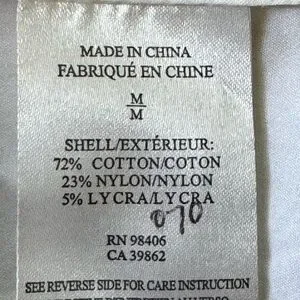 MADE IN CHINA
FABRIQUÉ EN CHINE
M
M
SHELL/EXTÉRIEUR:
72% COTTON/COTON
23% NYLON/NYLON
5% LYCRA/LYCRA
070
RN 98406
CA 39862
SEE REVERSE SIDE FOR CARE INSTRUCTION